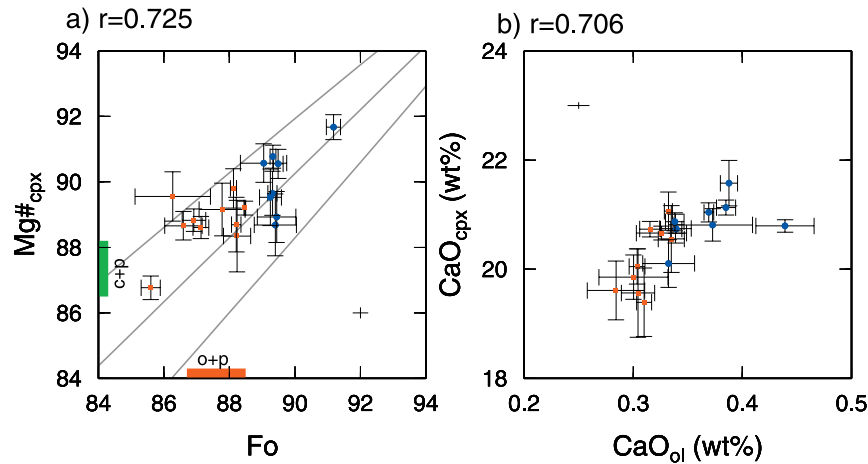 a) r=0.725
94
92
90
88
86
84
Mg#cpx
c+p
o+p
84
86
88
90
92
94
Fo
b) r=0.706
24
22
20
18
CaOcpx (wt%)
0.2
0.3
0.4
0.5
CaOol (wt%)